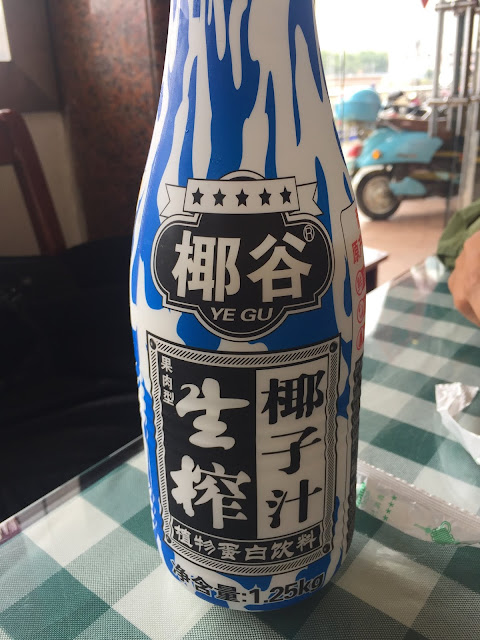 椰谷®
YE GU
果肉型
生榨
椰子汁
植物蛋白饮料
净含量:1.25kg